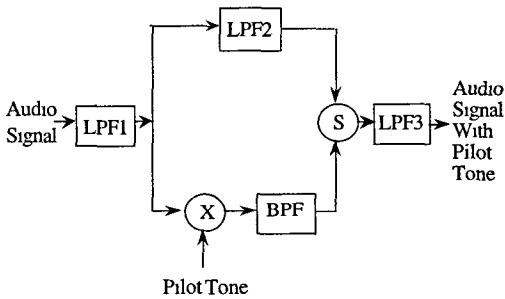 LPF2
Audio
Signal
LPF1
S
LPF3
Audio
Signal
With
Pilot
Tone
X
BPF
Pilot Tone